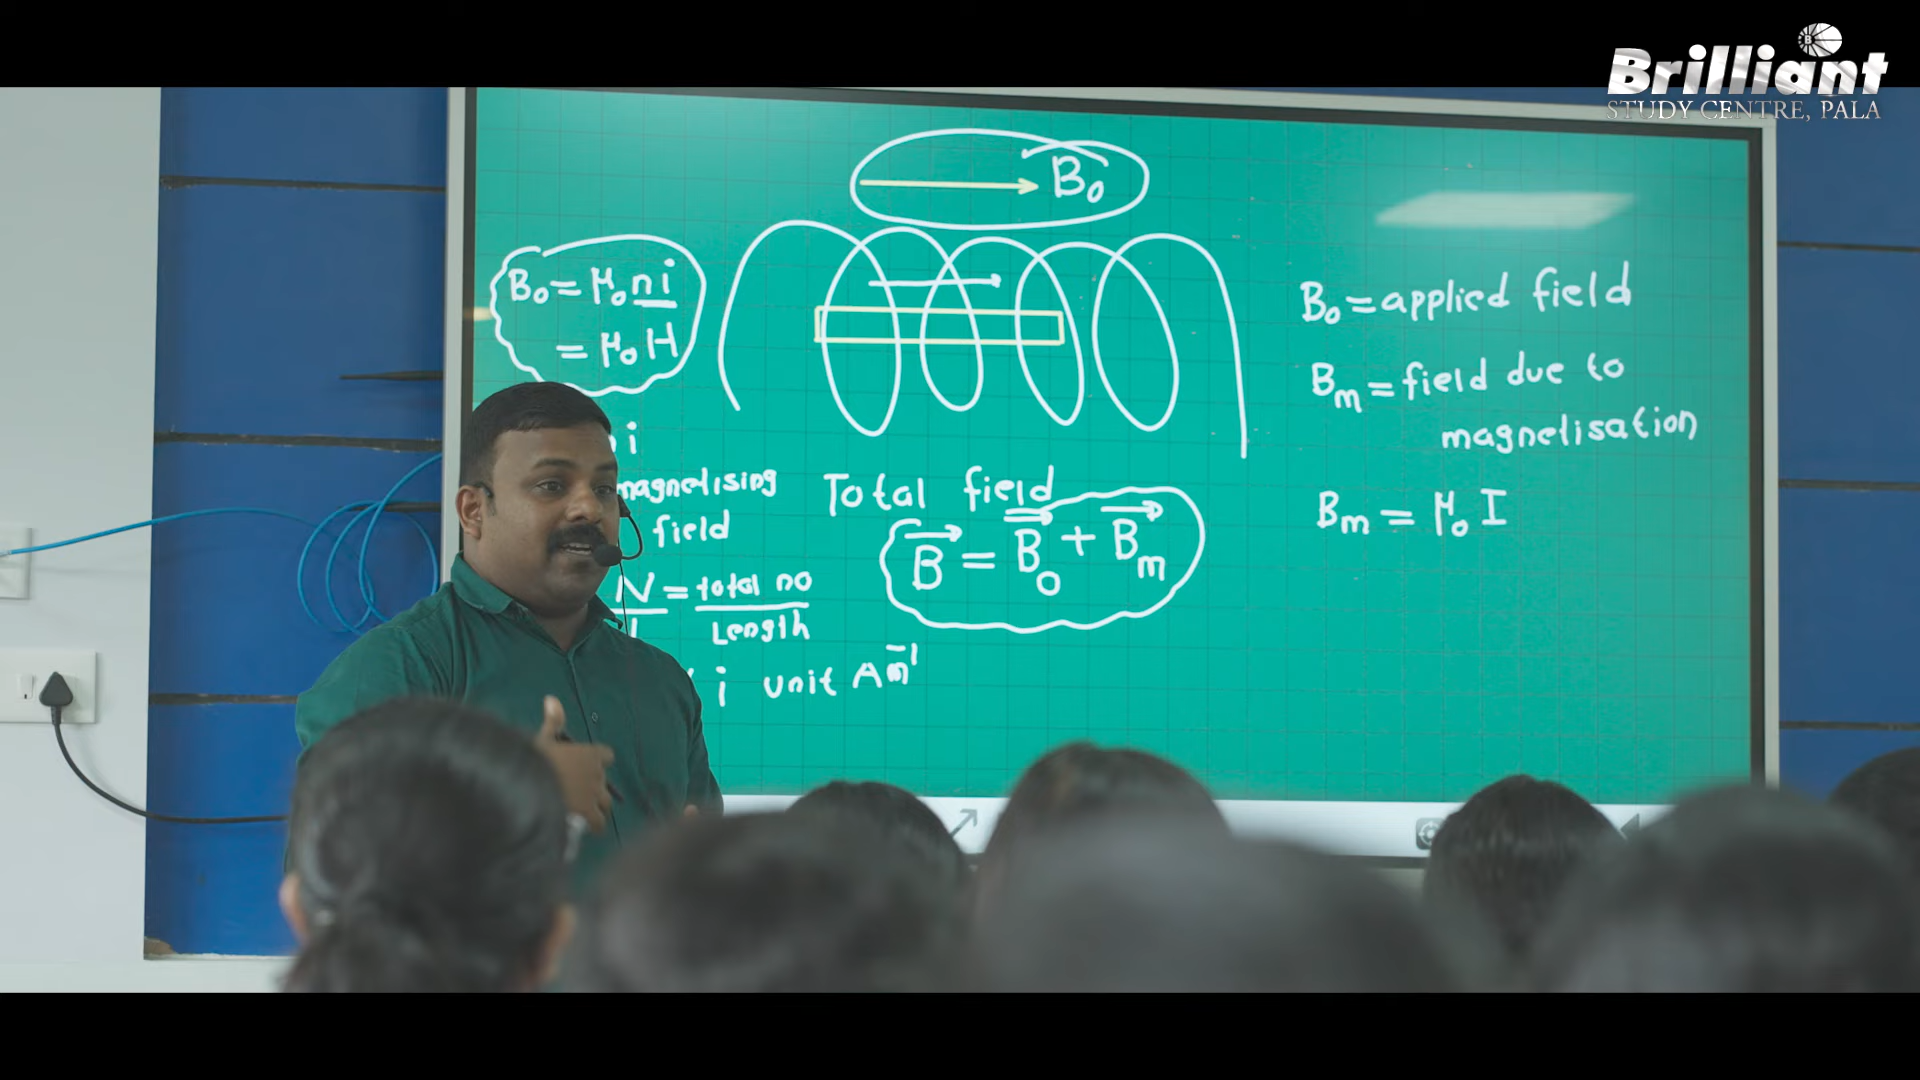 Brilliant
STUDY CENTRE, PALA
B₀
B₀ = μ₀ni
= μ₀H
i
magnetising
field
N = total no
Length
i unit Am⁻¹
Total field
B = B₀ + Bₘ
B₀ = applied field
Bₘ = field due to
magnetisation
Bₘ = μ₀I